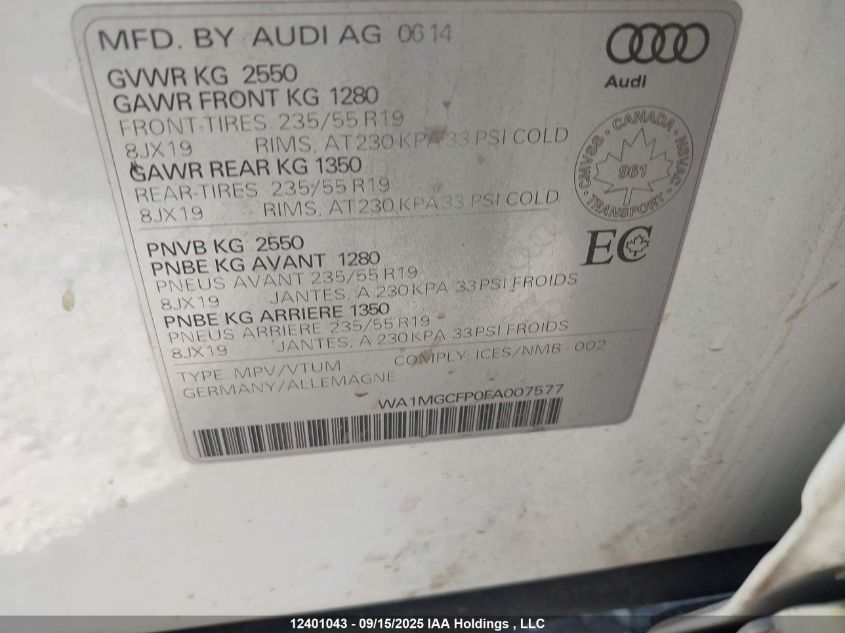 MFD. BY AUDI AG 0614
Audi
GVWR KG 2550
GAWR FRONT KG 1280
FRONT-TIRES 235/55 R19
8JX19 RIMS, AT 230 KPA 33 PSI COLD
GAWR REAR KG 1350
REAR-TIRES 235/55 R19
8JX19 RIMS, AT 230 KPA 33 PSI COLD
CANADA
CMVSS NSVAC
961
TRANSPORT
EC
PNVB KG 2550
PNBE KG AVANT 1280
PNEUS AVANT 235/55 R19
8JX19 JANTES, A 230 KPA 33 PSI FROIDS
PNBE KG ARRIERE 1350
PNEUS ARRIERE 235/55 R19
8JX19 JANTES, A 230 KPA 33 PSI FROIDS
TYPE: MPV/VTUM COMPLY ICES/NMB-002
GERMANY/ALLEMAGNE
WA1MGCFP0EA007577
12401043 - 09/15/2025 IAA Holdings , LLC